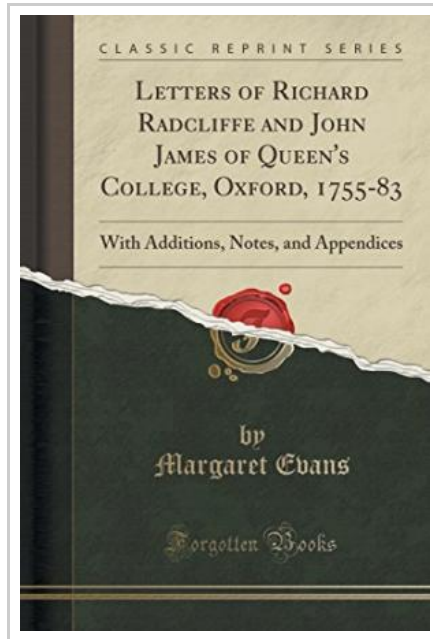 CLASSIC REPRINT SERIES
LETTERS OF RICHARD
RADCLIFFE AND JOHN
JAMES OF QUEEN'S
COLLEGE, OXFORD, 1755-83
With Additions, Notes, and Appendices
by
Margaret Evans
Forgotten Books